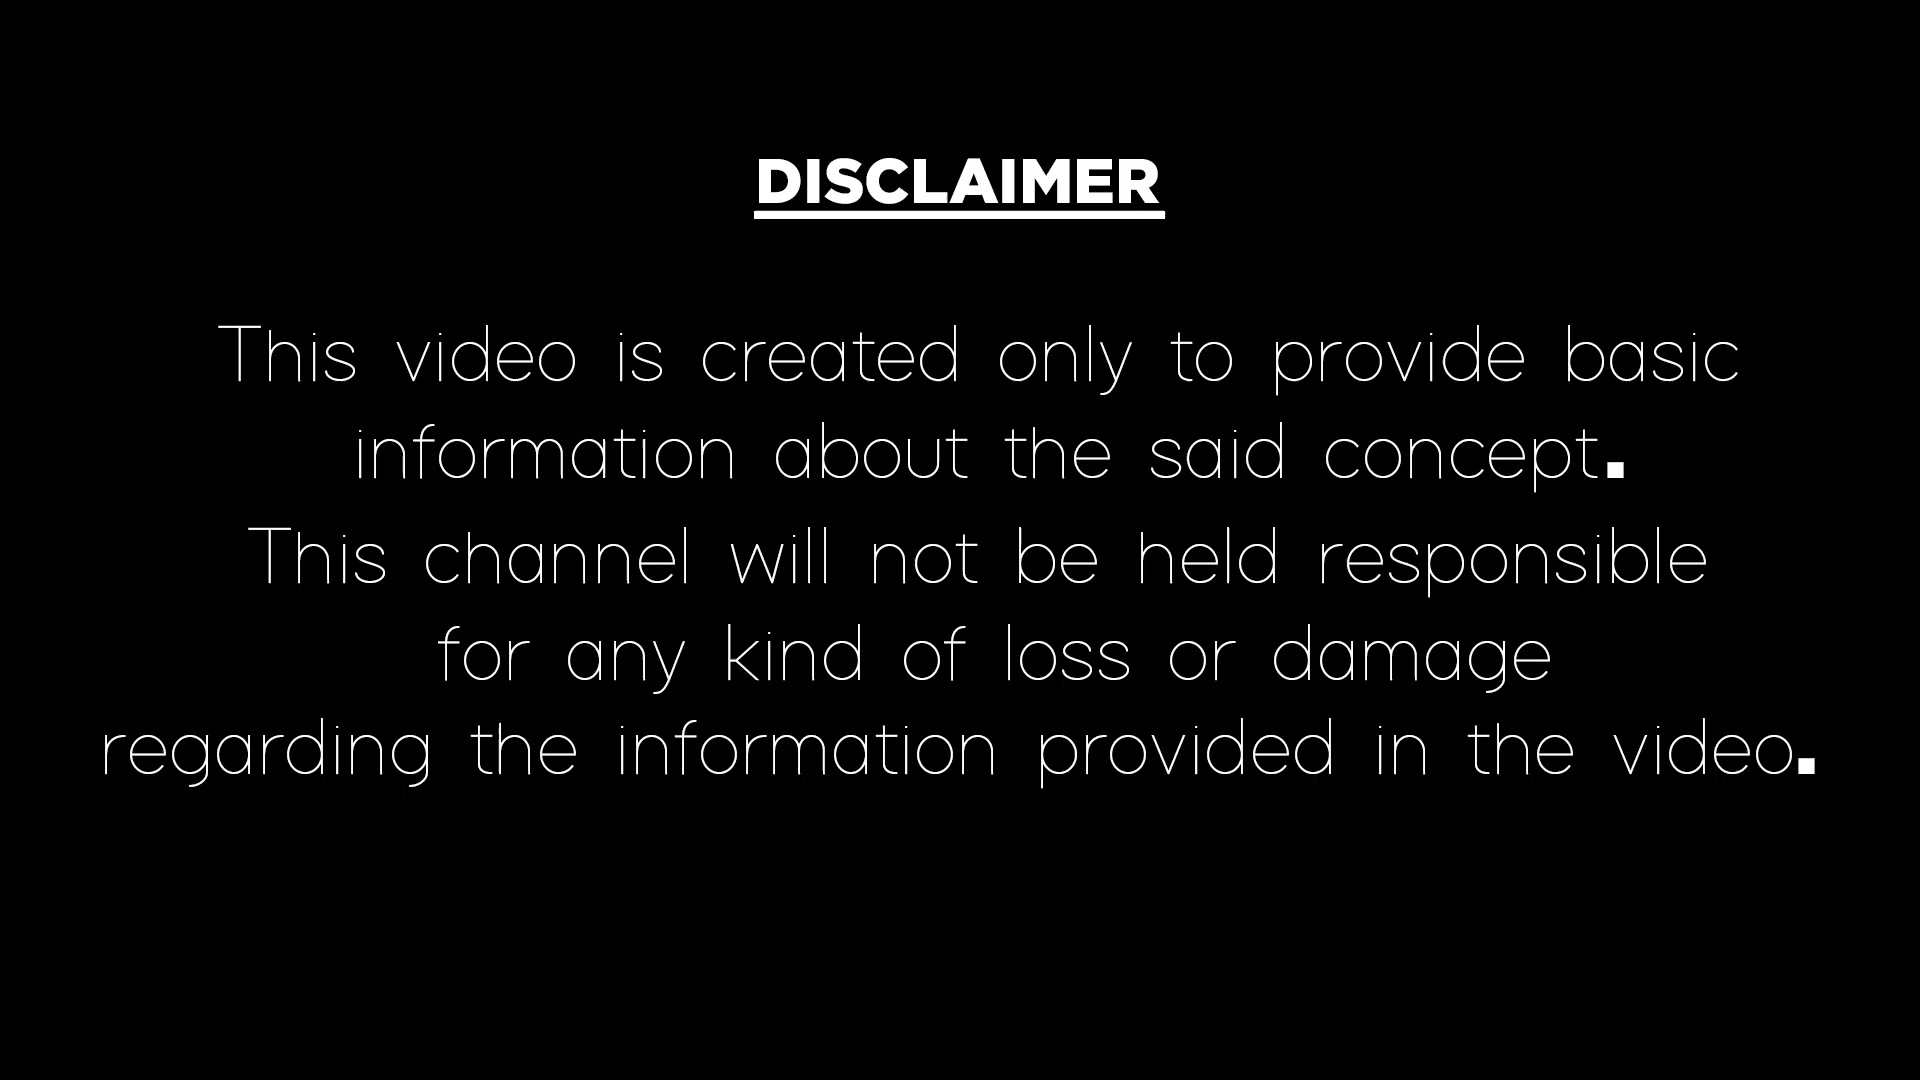 DISCLAIMER
This video is created only to provide basic
information about the said concept.
This channel will not be held responsible
for any kind of loss or damage
regarding the information provided in the video.